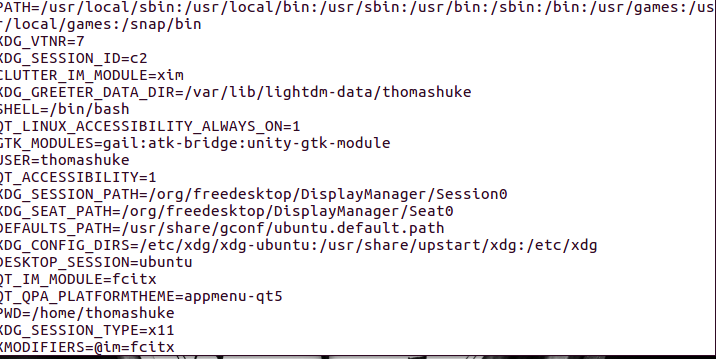 PATH=/usr/local/sbin:/usr/local/bin:/usr/sbin:/usr/bin:/sbin:/bin:/usr/games:/us
r/local/games:/snap/bin
XDG_VTNR=7
XDG_SESSION_ID=c2
CLUTTER_IM_MODULE=xim
XDG_GREETER_DATA_DIR=/var/lib/lightdm-data/thomashuke
SHELL=/bin/bash
QT_LINUX_ACCESSIBILITY_ALWAYS_ON=1
GTK_MODULES=gail:atk-bridge:unity-gtk-module
USER=thomashuke
QT_ACCESSIBILITY=1
XDG_SESSION_PATH=/org/freedesktop/DisplayManager/Session0
XDG_SEAT_PATH=/org/freedesktop/DisplayManager/Seat0
DEFAULTS_PATH=/usr/share/gconf/ubuntu.default.path
XDG_CONFIG_DIRS=/etc/xdg/xdg-ubuntu:/usr/share/upstart/xdg:/etc/xdg
DESKTOP_SESSION=ubuntu
QT_IM_MODULE=fcitx
QT_QPA_PLATFORMTHEME=appmenu-qt5
PWD=/home/thomashuke
XDG_SESSION_TYPE=x11
XMODIFIERS=@im=fcitx